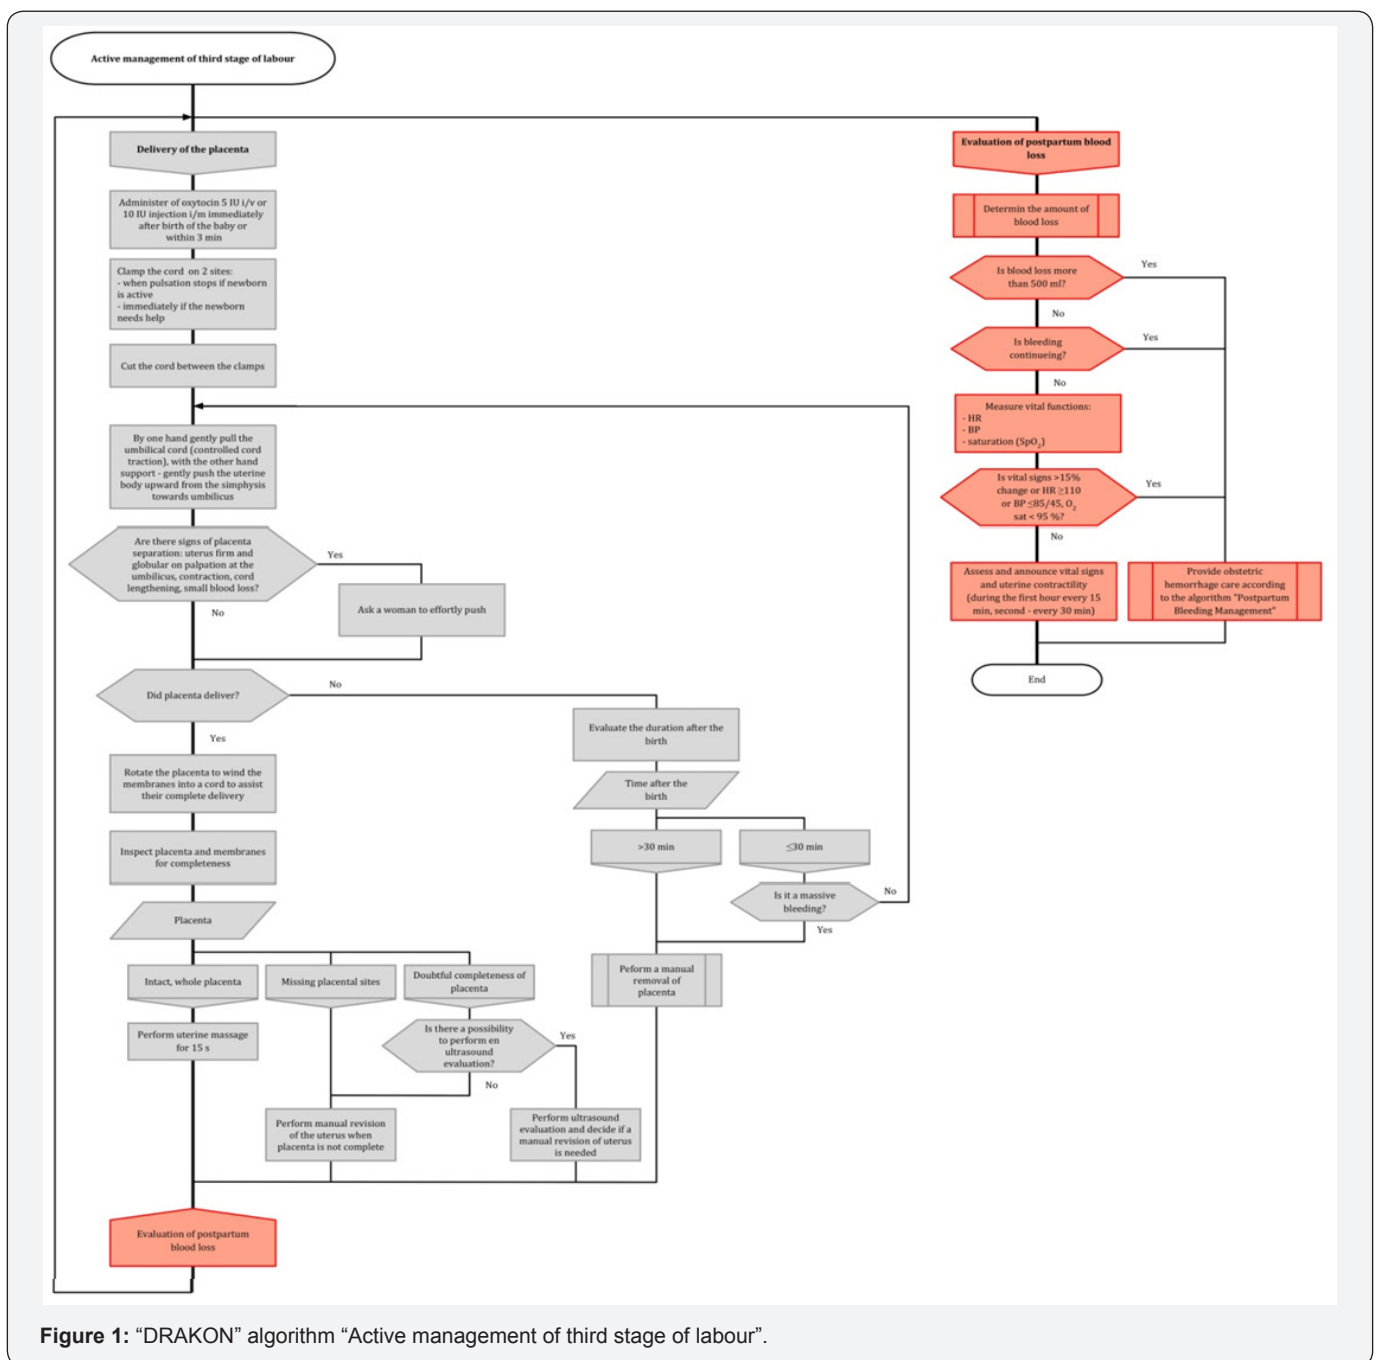 Active management of third stage of labour
Delivery of the placenta
Administer of oxytocin 5 IU i/v or
10 IU injection i/m immediately
after birth of the baby or
within 3 min
Clamp the cord on 2 sites:
- when pulsation stops if newborn
is active
- immediately if the newborn
needs help
Cut the cord between the clamps
By one hand gently pull the
umbilical cord (controlled cord
traction), with the other hand
support - gently push the uterine
body upward from the simphysis
towards umbilicus
Are there signs of placenta
separation: uterus firm and
globular on palpation at the
umbilicus, contraction, cord
lengthening, small blood loss?
Yes
Ask a woman to effortly push
No
Did placenta deliver?
No
Yes
Rotate the placenta to wind the
membranes into a cord to assist
their complete delivery
Inspect placenta and membranes
for completeness
Placenta
Intact, whole placenta
Missing placental sites
Doubtful completeness of
placenta
Perform uterine massage
for 15 s
Is there a possibility
to perform en
ultrasound
evaluation?
Yes
No
Perform manual revision
of the uterus when
placenta is not complete
Perform ultrasound
evaluation and decide if a
manual revision of uterus
is needed
Evaluate the duration after the
birth
Time after the
birth
>30 min
≤30 min
Is it a massive
bleeding?
No
Yes
Peform a manual
removal of
placenta
Evaluation of postpartum
blood loss
Evaluation of postpartum blood
loss
Determin the amount of
blood loss
Is blood loss more
than 500 ml?
Yes
No
Is bleeding
continueing?
Yes
No
Measure vital functions:
- HR
- BP
- saturation (SpO₂)
Is vital signs >15%
change or HR ≥110
or BP ≤85/45, O₂
sat < 95 %?
Yes
No
Assess and announce vital signs
and uterine contractility
(during the first hour every 15
min, second - every 30 min)
Provide obstetric
hemorrhage care according
to the algorithm "Postpartum
Bleeding Management"
End
Figure 1: “DRAKON” algorithm “Active management of third stage of labour”.